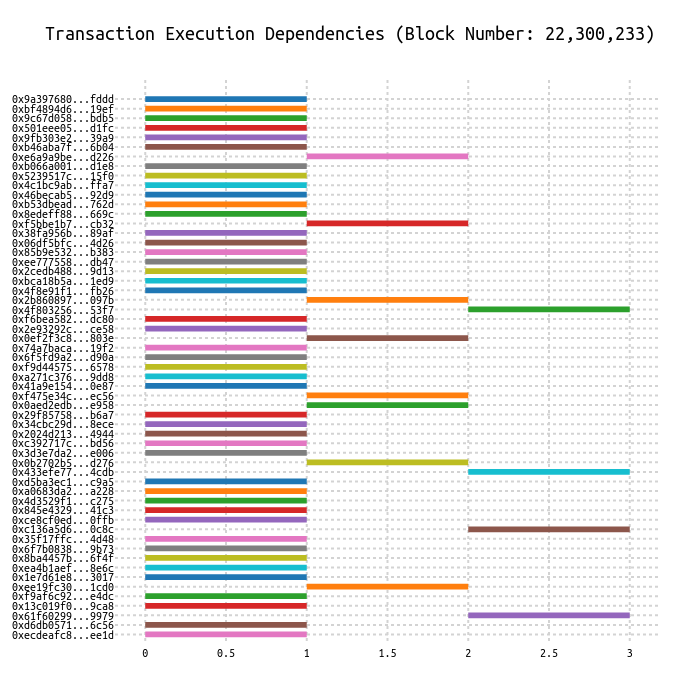 Transaction Execution Dependencies (Block Number: 22,300,233)
0x9a397680...fddd
0xbf4894d6...19ef
0x9c67d058...bdb5
0x501eee05...d1fc
0x9fb303e2...39a9
0xb46aba7f...6b04
0xe6a9a9be...d226
0xb066a001...d1e8
0x5239517c...15f0
0x4c1bc9ab...ffa7
0x46becab5...92d9
0xb53dbead...762d
0x8edeff88...669c
0xf5bbe1b7...cb32
0x38fa956b...89af
0x06df5bfc...4d26
0x85b9e532...b383
0xee777558...db47
0x2cedb488...9d13
0xbca18b5a...1ed9
0x4f8e91f1...fb26
0x2b860897...097b
0x4f803256...53f7
0xf6bea582...dc80
0x2e93292c...ce58
0x0ef2f3c8...803e
0x74a7baca...19f2
0x6f5fd9a2...d90a
0xf9d44575...6578
0xa271c376...9dd8
0x41a9e154...0e87
0xf475e34c...ec56
0x0aed2edb...e958
0x29f85758...b6a7
0x34cbc29d...8ece
0x2024d213...4944
0xc392717c...bd56
0x3d3e7da2...e006
0x0b2702b5...d276
0x433efe77...4cdb
0xd5ba3ec1...c9a5
0xa0683da2...a228
0x4d3529f1...c275
0x845e4329...41c3
0xce8cf0ed...0ffb
0xc136a5d6...0c8c
0x35f17ffc...4d48
0x6f7b0838...9b73
0x8ba4457b...6f4f
0xea4b1aef...8e6c
0x1e7d61e8...3017
0xee19fc30...1cd0
0xf9af6c92...e4dc
0x13c019f0...9ca8
0x61f60299...9979
0xd6db0571...6c56
0xecdeafc8...ee1d
0 0.5 1 1.5 2 2.5 3